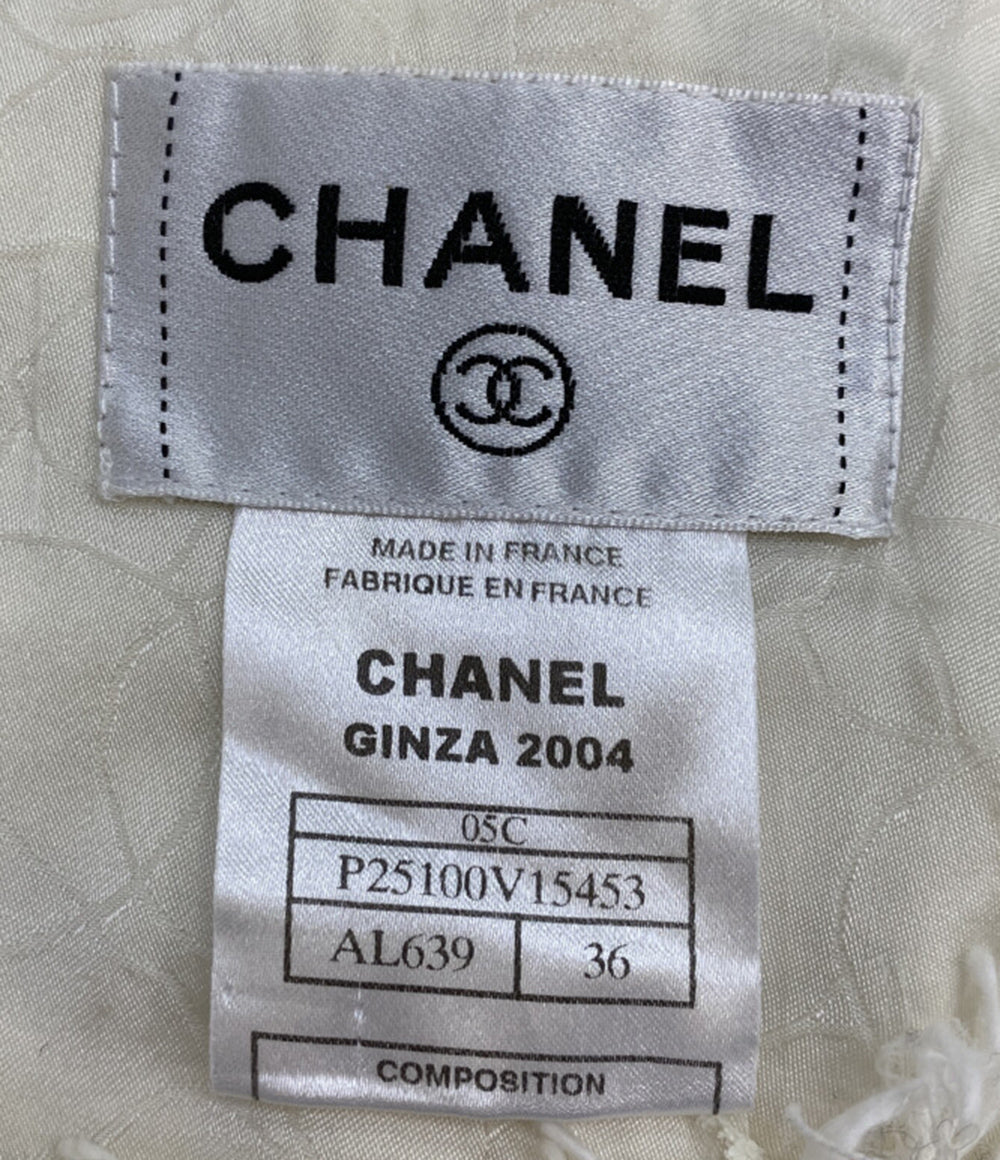 CHANEL
MADE IN FRANCE
FABRIQUE EN FRANCE
CHANEL
GINZA 2004
05C
P25100V15453
AL639 36
COMPOSITION